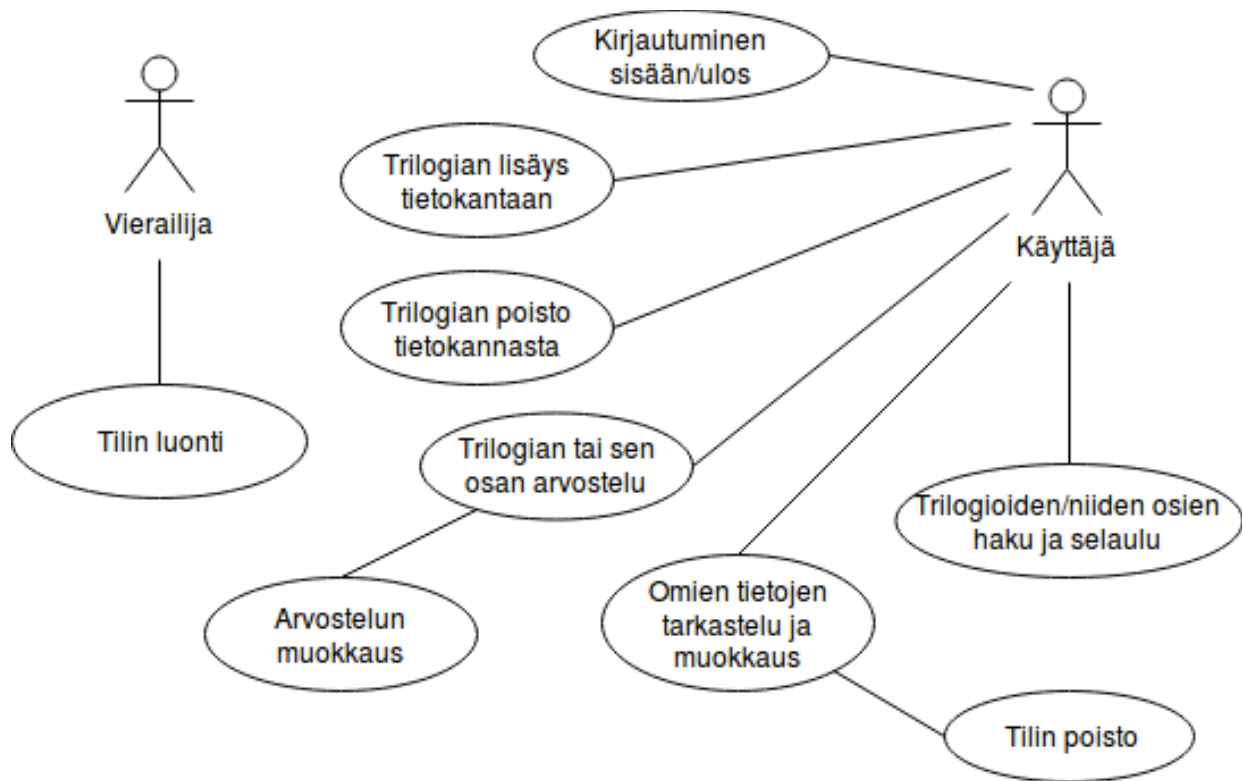 Kirjautuminen
sisään/ulos
Trilogian lisäys
tietokantaan
Vierailija
Käyttäjä
Trilogian poisto
tietokannasta
Tilin luonti
Trilogian tai sen
osan arvostelu
Trilogioiden/niiden osien
haku ja selaulu
Arvostelun
muokkaus
Omien tietojen
tarkastelu ja
muokkaus
Tilin poisto